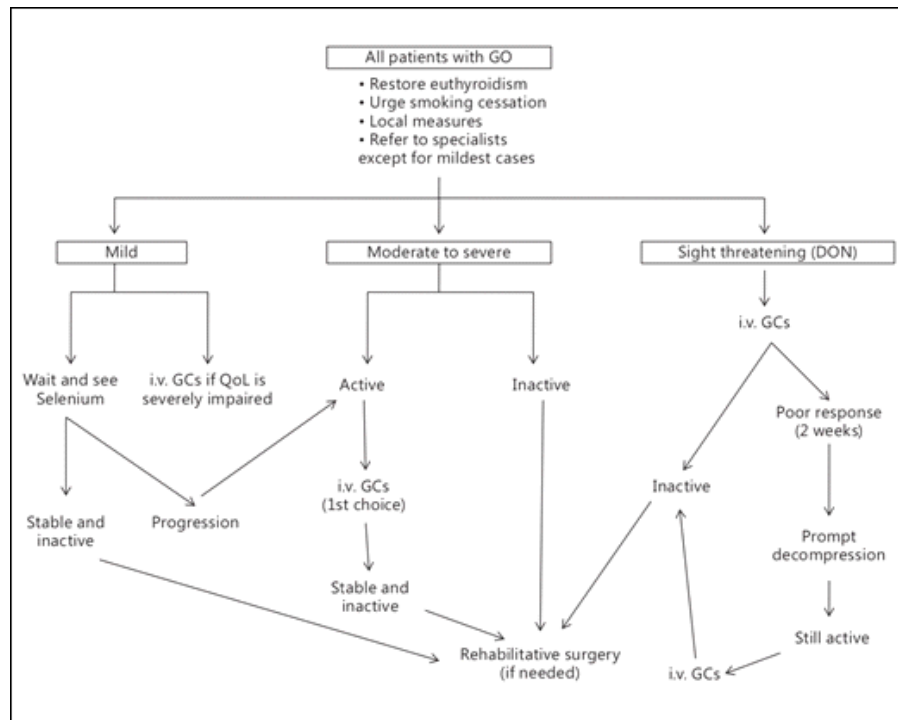 All patients with GO
• Restore euthyroidism
• Urge smoking cessation
• Local measures
• Refer to specialists
except for mildest cases
Mild
Moderate to severe
Sight threatening (DON)
i.v. GCs
Wait and see
Selenium
i.v. GCs if QoL is
severely impaired
Active
Inactive
Poor response
(2 weeks)
i.v. GCs
(1st choice)
Inactive
Stable and
inactive
Progression
Prompt
decompression
Stable and
inactive
Still active
Rehabilitative surgery
(if needed)
i.v. GCs